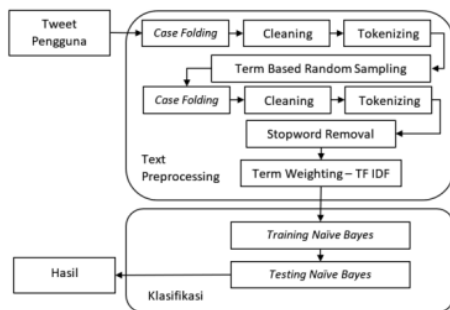 Tweet
Pengguna
Case Folding
Cleaning
Tokenizing
Term Based Random Sampling
Case Folding
Cleaning
Tokenizing
Stopword Removal
Text
Preprocessing
Term Weighting – TF IDF
Training Naïve Bayes
Hasil
Testing Naïve Bayes
Klasifikasi